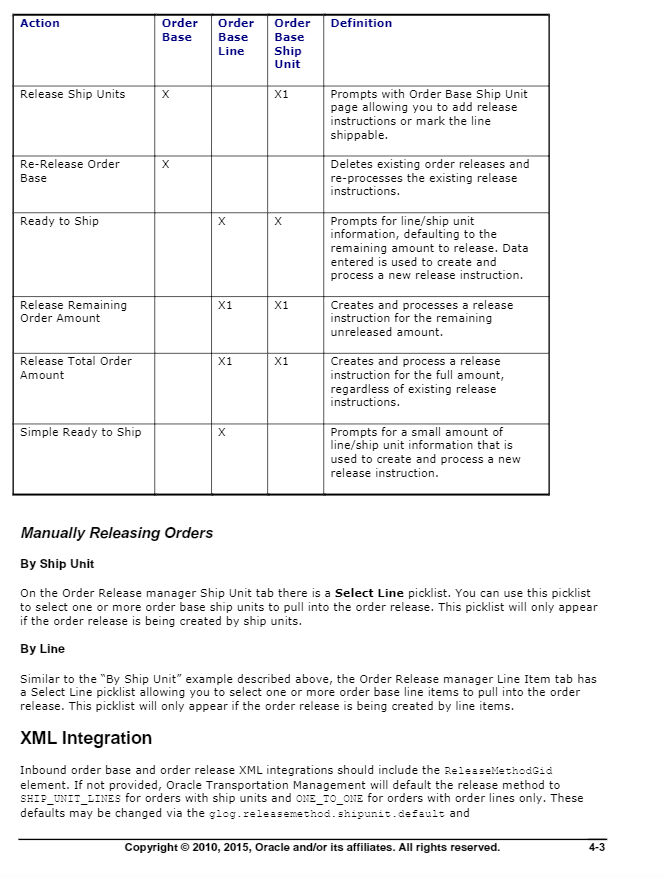 Action Order Base Order Base Line Order Base Ship Unit Definition
Release Ship Units X X1 Prompts with Order Base Ship Unit
page allowing you to add release
instructions or mark the line
shippable.
Re-Release Order X Deletes existing order releases and
Base re-processes the existing release
instructions.
Ready to Ship X X Prompts for line/ship unit
information, defaulting to the
remaining amount to release. Data
entered is used to create and
process a new release instruction.
Release Remaining X1 X1 Creates and processes a release
Order Amount instruction for the remaining
unreleased amount.
Release Total Order X1 X1 Creates and process a release
Amount instruction for the full amount,
regardless of existing release
instructions.
Simple Ready to Ship X Prompts for a small amount of
line/ship unit information that is
used to create and process a new
release instruction.
Manually Releasing Orders
By Ship Unit
On the Order Release manager Ship Unit tab there is a Select Line picklist. You can use this picklist
to select one or more order base ship units to pull into the order release. This picklist will only appear
if the order release is being created by ship units.
By Line
Similar to the “By Ship Unit” example described above, the Order Release manager Line Item tab has
a Select Line picklist allowing you to select one or more order base line items to pull into the order
release. This picklist will only appear if the order release is being created by line items.
XML Integration
Inbound order base and order release XML integrations should include the ReleaseMethodGid
element. If not provided, Oracle Transportation Management will default the release method to
SHIP_UNIT_LINES for orders with ship units and ONE_TO_ONE for orders with order lines only. These
defaults may be changed via the glog.releasemethod.shipunit.default and
Copyright © 2010, 2015, Oracle and/or its affiliates. All rights reserved. 4-3